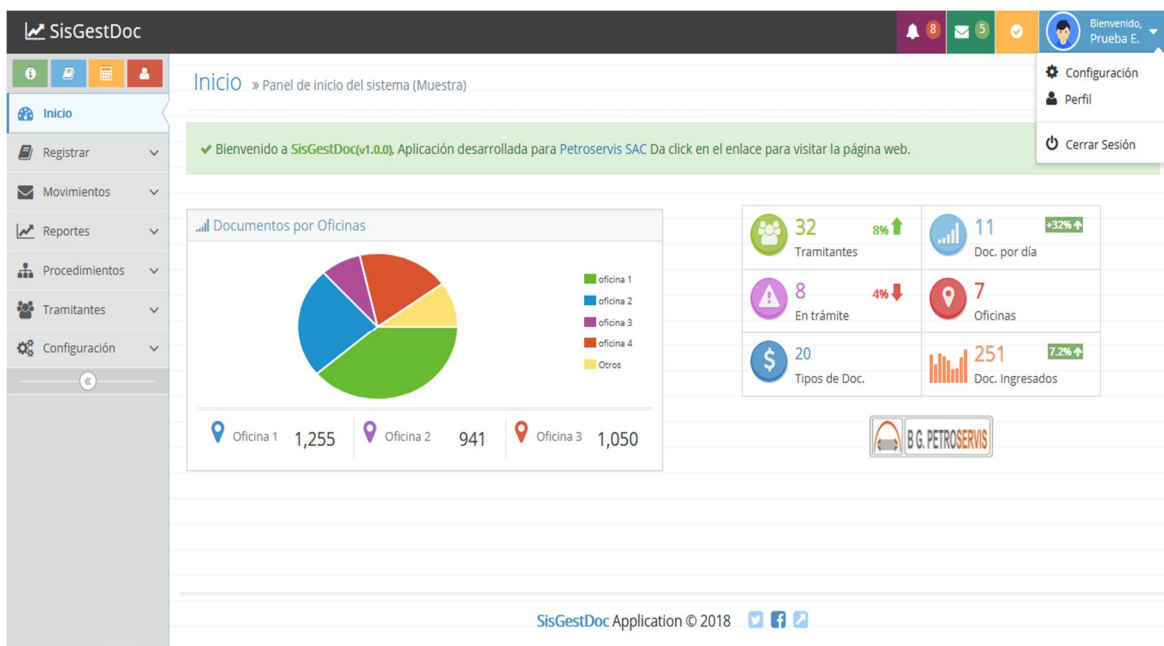 SisGestDoc
8
5
Bienvenido,
Prueba E.
Configuración
Perfil
Cerrar Sesión
Inicio
Registrar
Movimientos
Reportes
Procedimientos
Tramitantes
Configuración
Inicio » Panel de inicio del sistema (Muestra)
Bienvenido a SisGestDoc(v1.0.0), Aplicación desarrollada para Petroservis SAC Da click en el enlace para visitar la página web.
Documentos por Oficinas
oficina 1
oficina 2
oficina 3
oficina 4
Otros
Oficina 1 1,255
Oficina 2 941
Oficina 3 1,050
32 8%
Tramitantes
11 +32%
Doc. por día
8 4%
En trámite
7
Oficinas
$ 20
Tipos de Doc.
251 7.2%
Doc. Ingresados
B G. PETROSERVIS
SisGestDoc Application © 2018